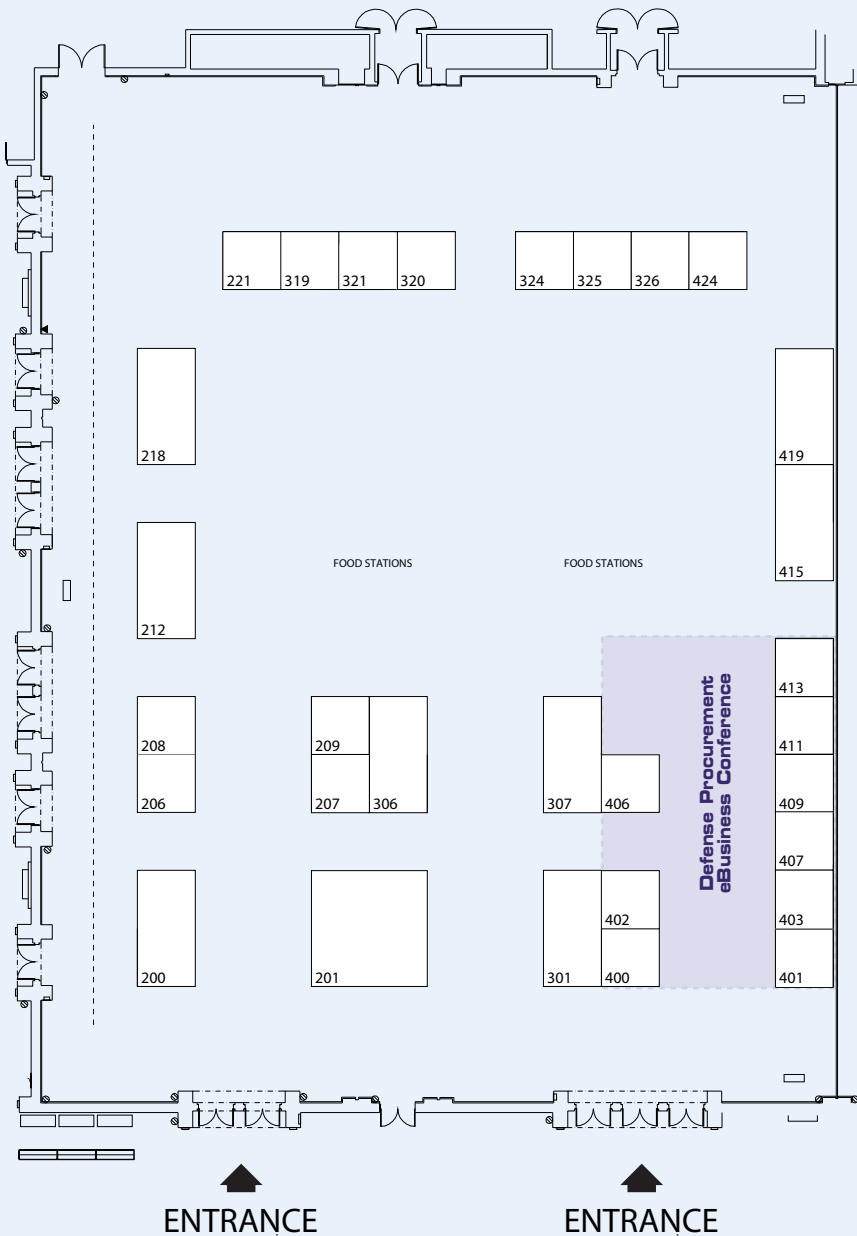 221 319 321 320 324 325 326 424
218 419
FOOD STATIONS FOOD STATIONS
415
212
413
Defense Procurement
eBusiness Conference
208 209 411
206 207 306 307 406 409
407
402 403
200 201 301 400 401
ENTRANCE ENTRANCE